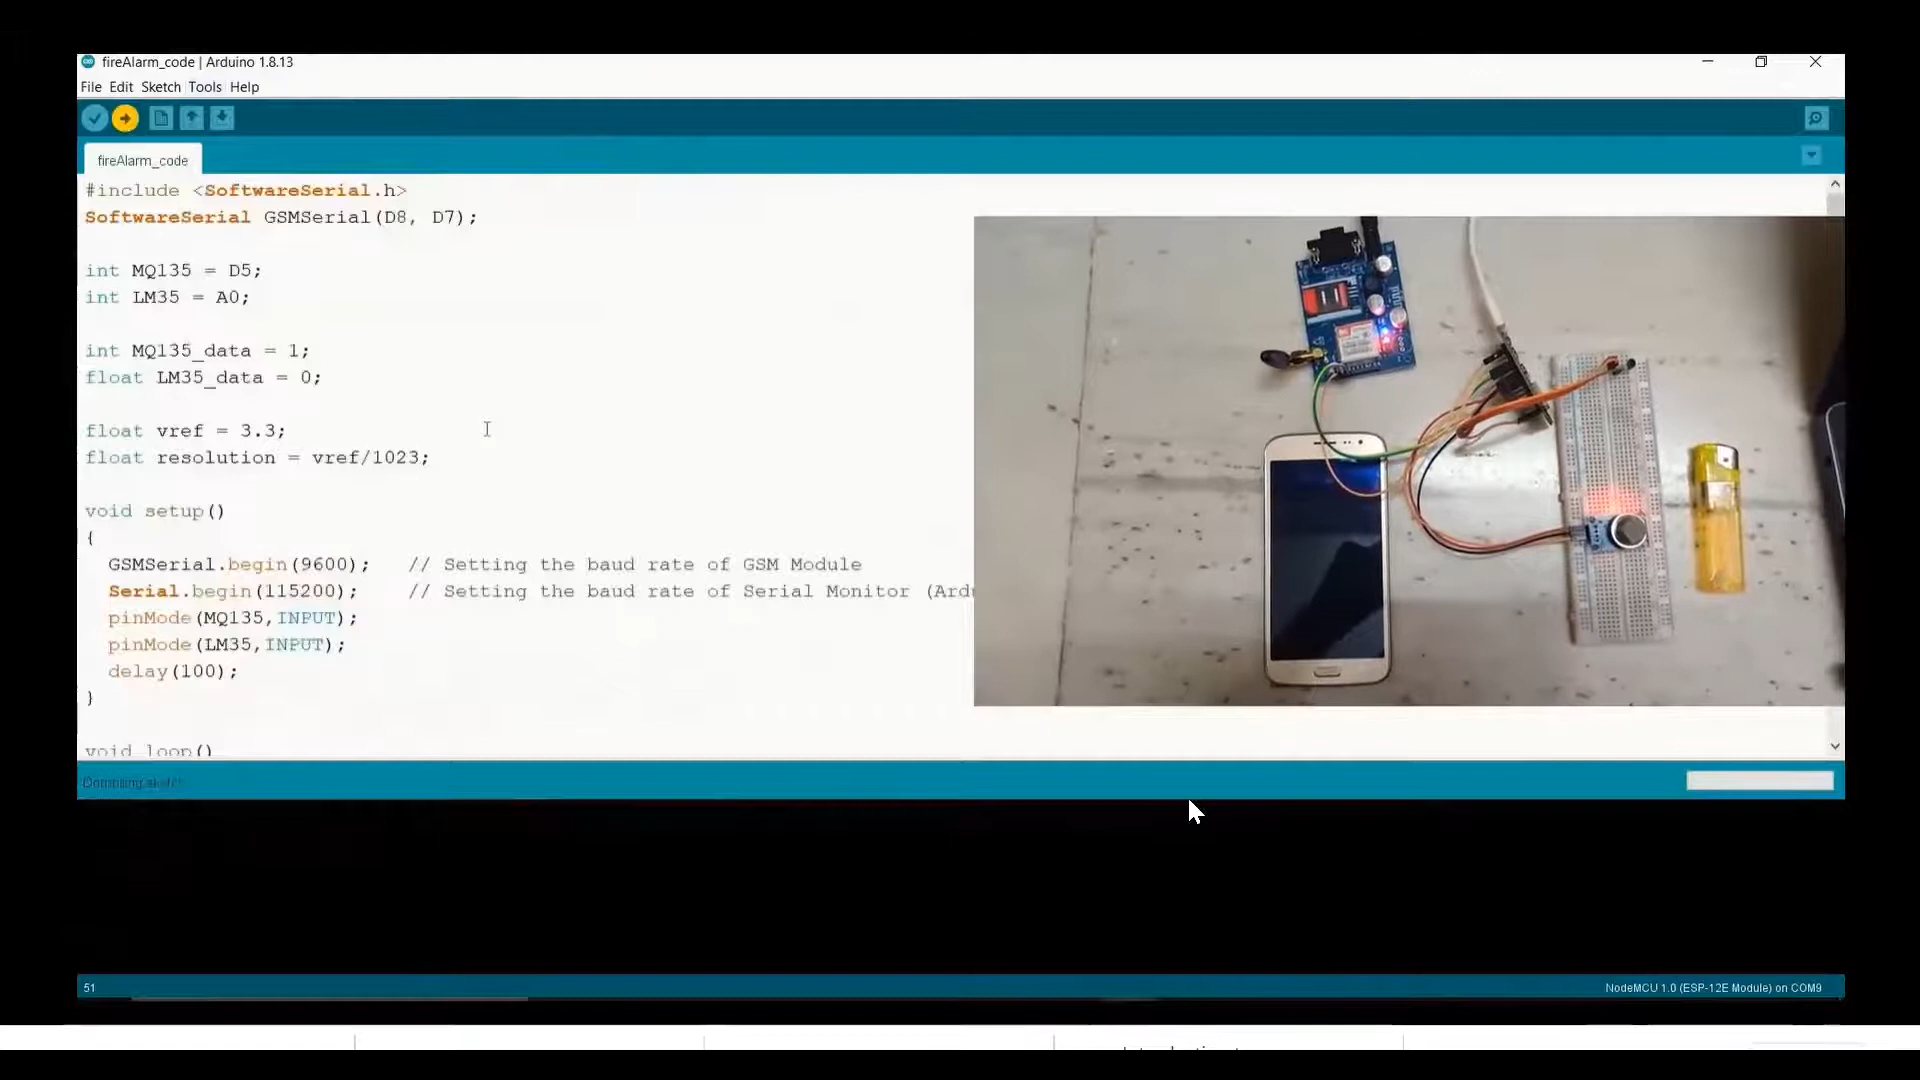 fireAlarm_code | Arduino 1.8.13
File Edit Sketch Tools Help
fireAlarm_code
#include <SoftwareSerial.h>
SoftwareSerial GSMSerial(D8, D7);
int MQ135 = D5;
int LM35 = A0;
int MQ135_data = 1;
float LM35_data = 0;
float vref = 3.3;
float resolution = vref/1023;
void setup()
{
GSMSerial.begin(9600); // Setting the baud rate of GSM Module
Serial.begin(115200); // Setting the baud rate of Serial Monitor (Ardu
pinMode(MQ135,INPUT);
pinMode(LM35,INPUT);
delay(100);
}
void loop()
Compiling sketch
51
NodeMCU 1.0 (ESP-12E Module) on COM9